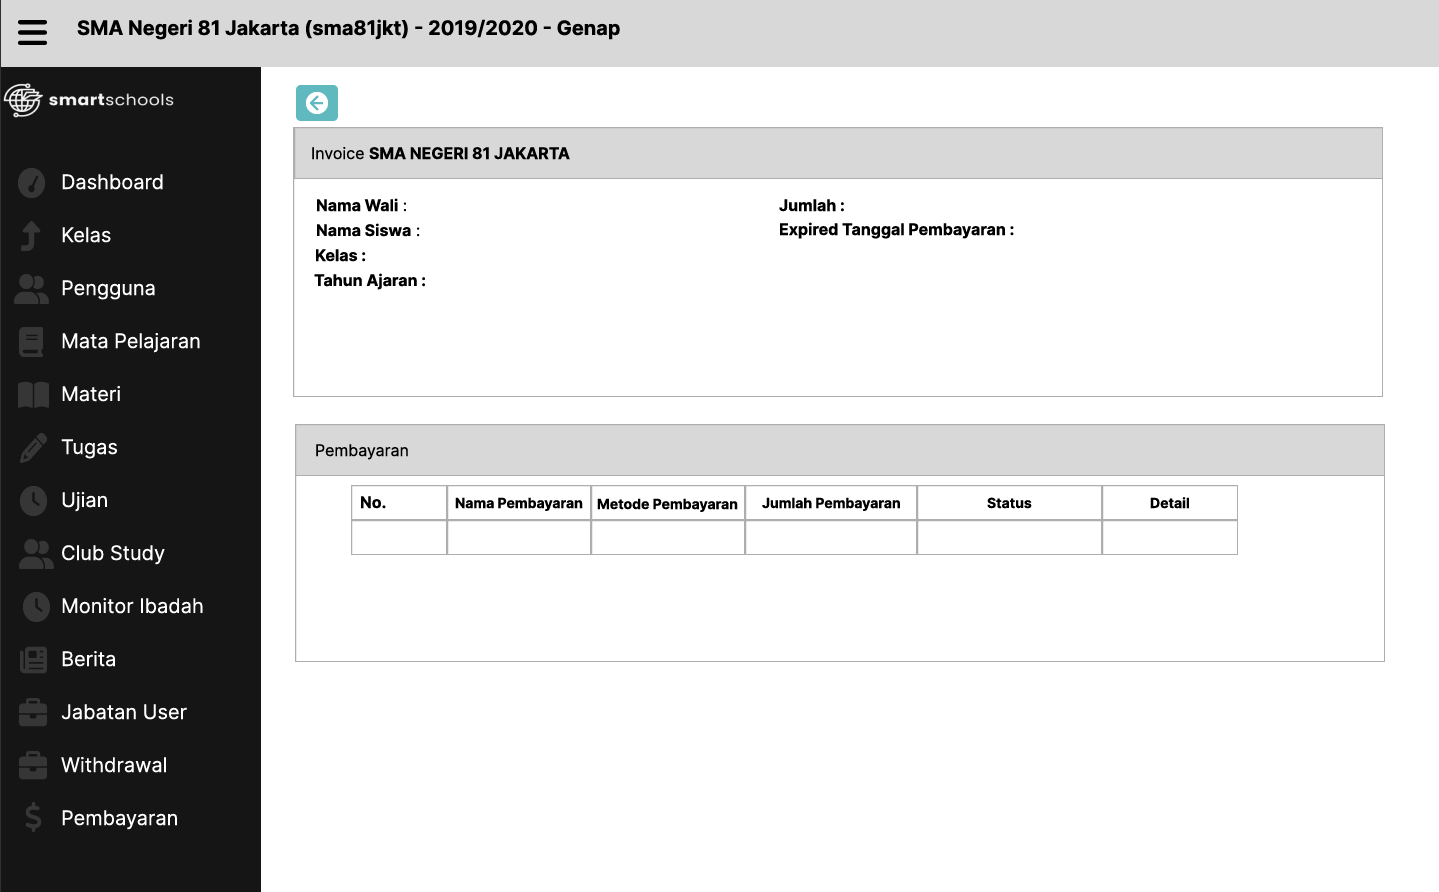 SMA Negeri 81 Jakarta (sma81jkt) - 2019/2020 - Genap
smartschools
Dashboard
Kelas
Pengguna
Mata Pelajaran
Materi
Tugas
Ujian
Club Study
Monitor Ibadah
Berita
Jabatan User
Withdrawal
Pembayaran
Invoice SMA NEGERI 81 JAKARTA
Nama Wali :
Nama Siswa :
Kelas :
Tahun Ajaran :
Jumlah :
Expired Tanggal Pembayaran :
Pembayaran
No. Nama Pembayaran Metode Pembayaran Jumlah Pembayaran Status Detail